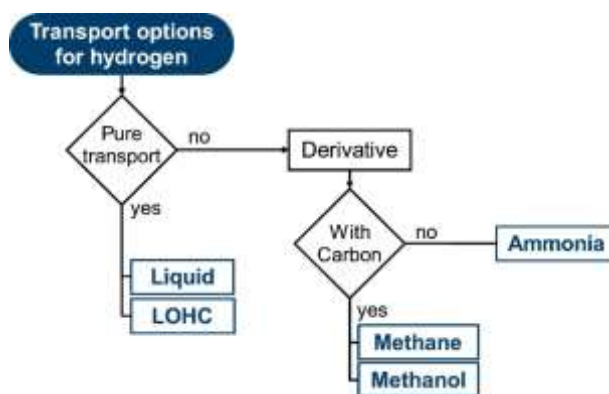 Transport options
for hydrogen
Pure
transport
no
Derivative
yes
With
Carbon
no
Ammonia
Liquid
LOHC
yes
Methane
Methanol